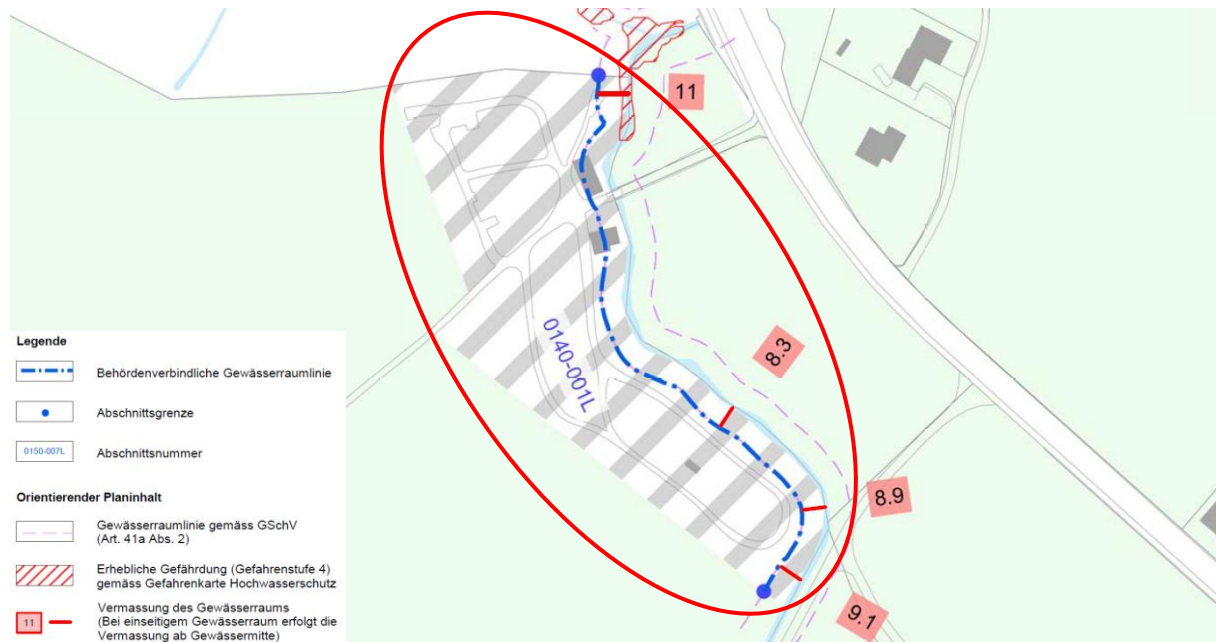 11
8.3
0140-001L
8.9
9.1
Legende
Behördenverbindliche Gewässerraumlinie
Abschnittsgrenze
0150-007L
Abschnittsnummer
Orientierender Planinhalt
Gewässerraumlinie gemäss GSchV
(Art. 41a Abs. 2)
Erhebliche Gefährdung (Gefahrenstufe 4)
gemäss Gefahrenkarte Hochwasserschutz
11
Vermassung des Gewässerraums
(Bei einseitigem Gewässerraum erfolgt die
Vermassung ab Gewässermitte)